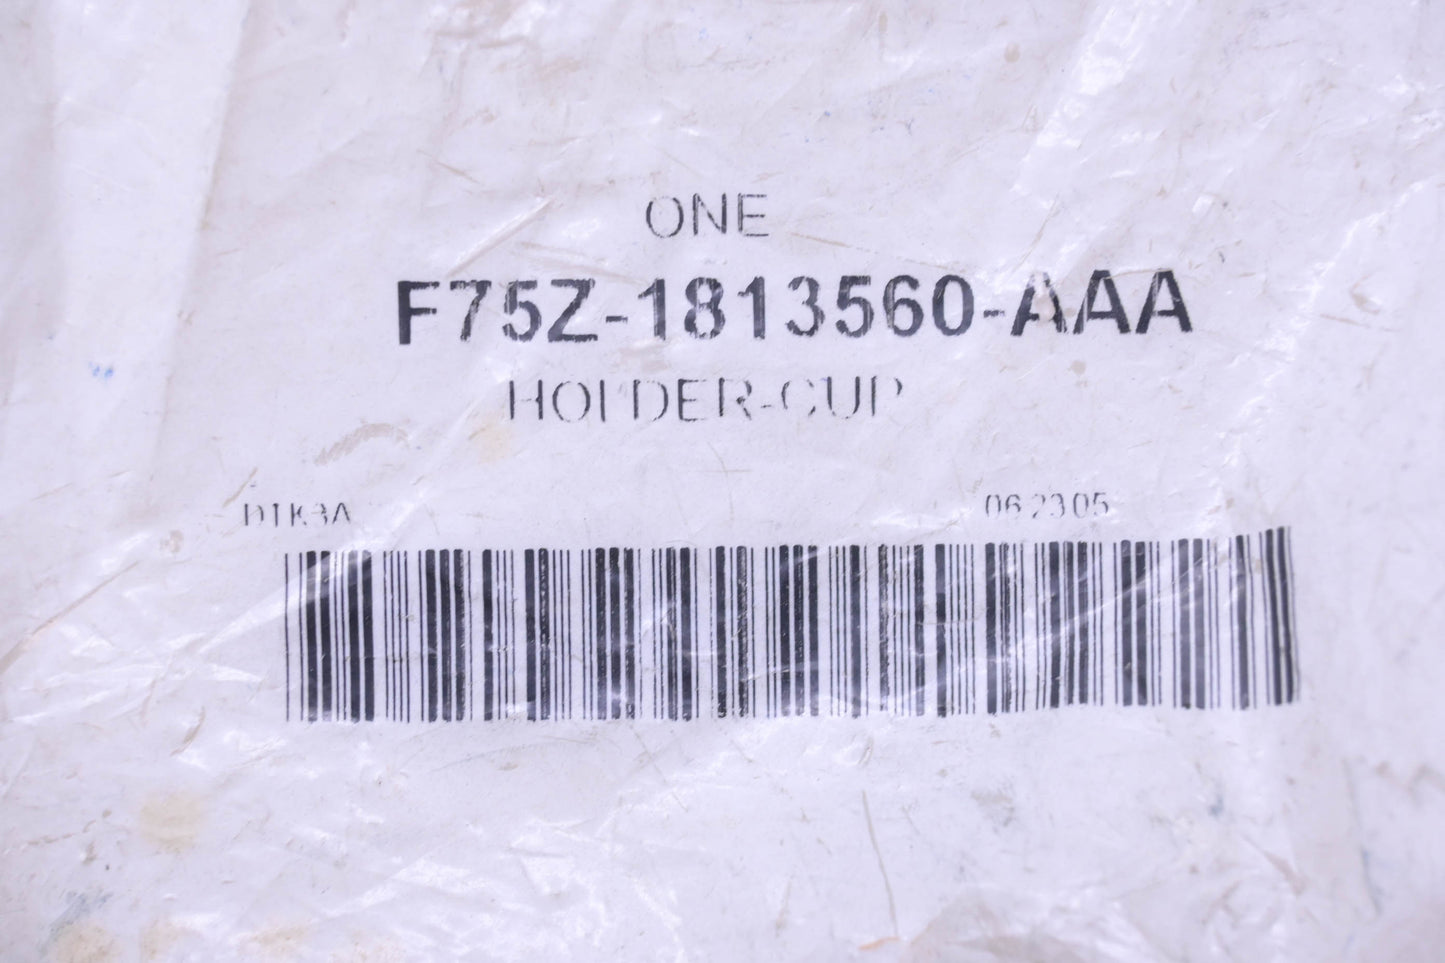 ONE
F75Z-1813560-AAA
HOLDER-CUP
062305